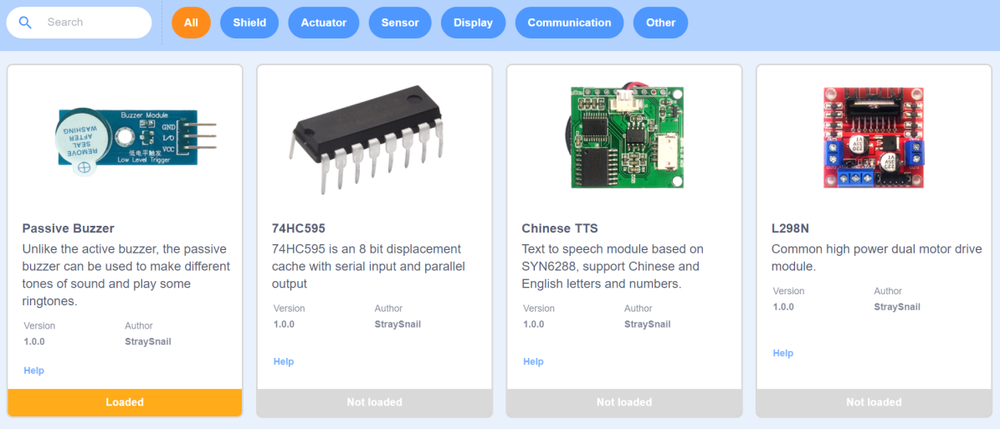 Search
All
Shield
Actuator
Sensor
Display
Communication
Other
Buzzer Module
GND
I/O
VCC
REMOVE
SEAL
AFTER
WASHING
低电平触发
Low Level Trigger
Passive Buzzer
Unlike the active buzzer, the passive
buzzer can be used to make different
tones of sound and play some
ringtones.
Version
Author
1.0.0
StraySnail
Help
Loaded
74HC595
74HC595 is an 8 bit displacement
cache with serial input and parallel
output
Version
Author
1.0.0
StraySnail
Help
Not loaded
Chinese TTS
Text to speech module based on
SYN6288, support Chinese and
English letters and numbers.
Version
Author
1.0.0
StraySnail
Help
Not loaded
220
35V
VT
227
35V
VT
L298N
Common high power dual motor drive
module.
Version
Author
1.0.0
StraySnail
Help
Not loaded